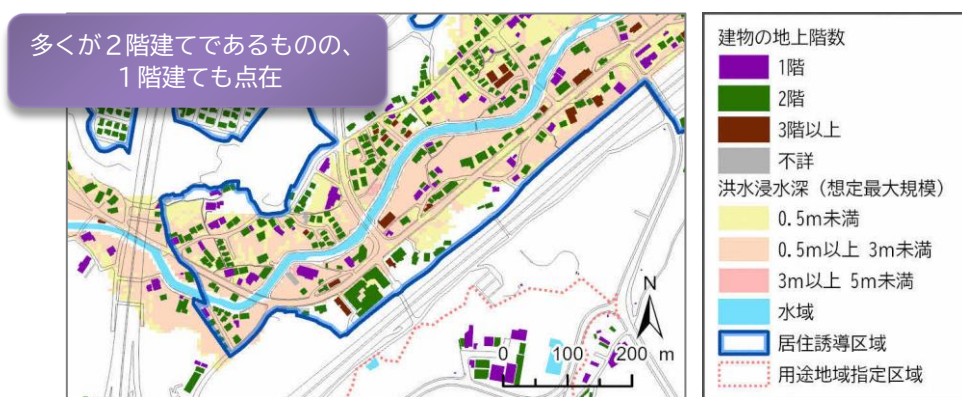 多くが２階建てであるものの、
１階建ても点在
N
0 100 200 m
建物の地上階数
1階
2階
3階以上
不詳
洪水浸水深（想定最大規模）
0.5m未満
0.5m以上 3m未満
3m以上 5m未満
水域
居住誘導区域
用途地域指定区域